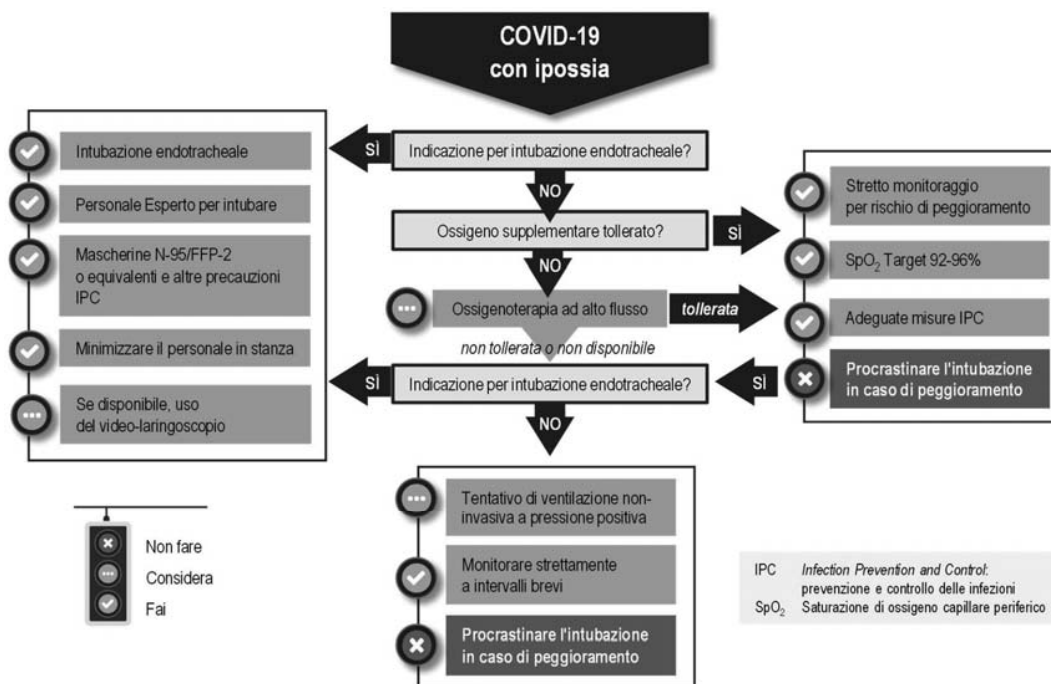 COVID-19
con ipossia
Indicazione per intubazione endotracheale?
SÌ
NO
Intubazione endotracheale
Personale Esperto per intubare
Mascherine N-95/FFP-2
o equivalenti e altre precauzioni
IPC
Minimizzare il personale in stanza
Se disponibile, uso
del video-laringoscopio
Ossigeno supplementare tollerato?
SÌ
NO
Stretto monitoraggio
per rischio di peggioramento
SpO₂ Target 92-96%
Adeguate misure IPC
Procrastinare l'intubazione
in caso di peggioramento
Ossigenoterapia ad alto flusso
tollerata
non tollerata o non disponibile
Indicazione per intubazione endotracheale?
SÌ
SÌ
NO
Tentativo di ventilazione non-
invasiva a pressione positiva
Monitorare strettamente
a intervalli brevi
Procrastinare l'intubazione
in caso di peggioramento
Non fare
Considera
Fai
IPC Infection Prevention and Control:
prevenzione e controllo delle infezioni
SpO₂ Saturazione di ossigeno capillare periferico